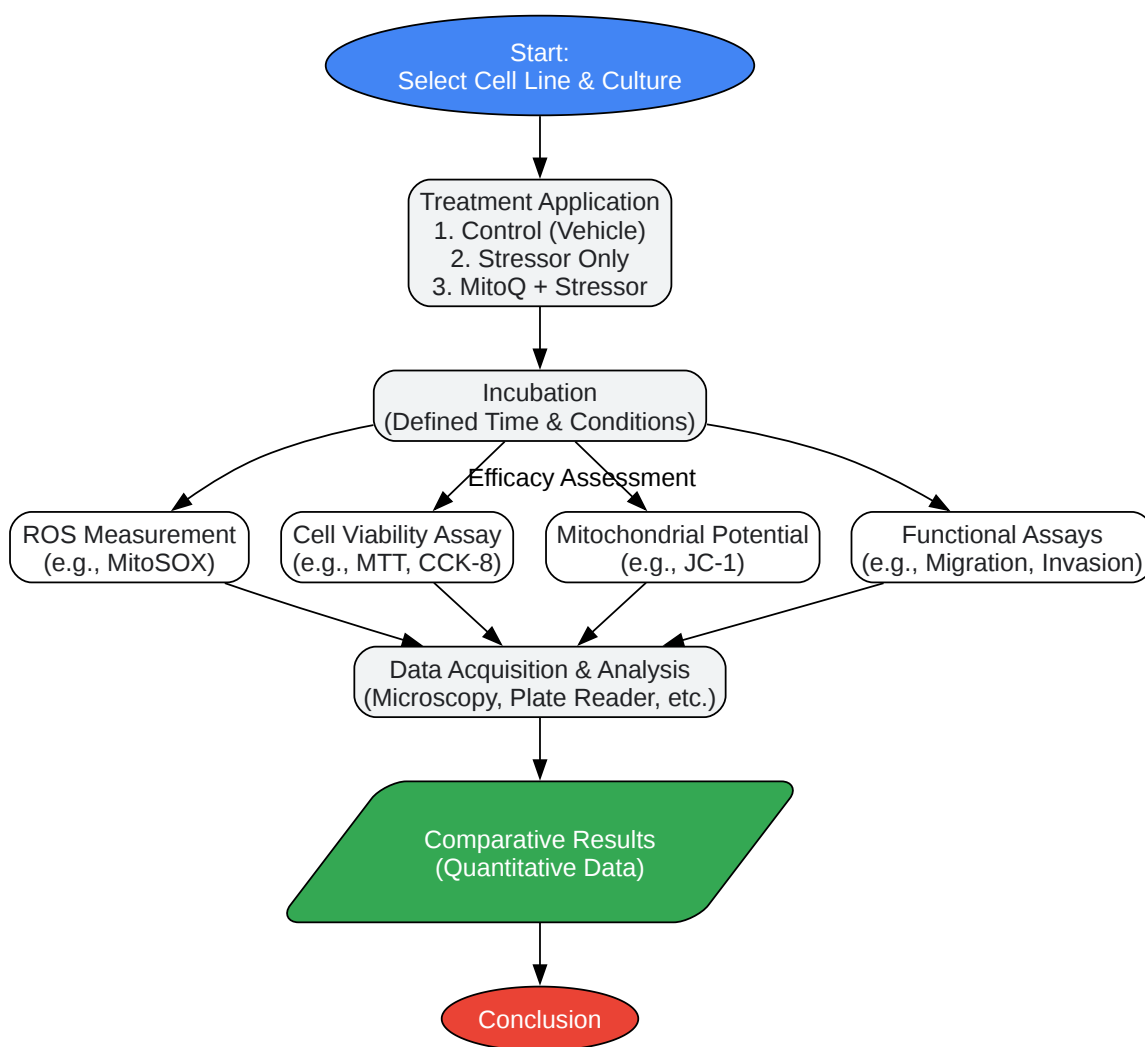 Start:
Select Cell Line & Culture
Treatment Application
1. Control (Vehicle)
2. Stressor Only
3. MitoQ + Stressor
Incubation
(Defined Time & Conditions)
Efficacy Assessment
ROS Measurement
(e.g., MitoSOX)
Cell Viability Assay
(e.g., MTT, CCK-8)
Mitochondrial Potential
(e.g., JC-1)
Functional Assays
(e.g., Migration, Invasion)
Data Acquisition & Analysis
(Microscopy, Plate Reader, etc.)
Comparative Results
(Quantitative Data)
Conclusion